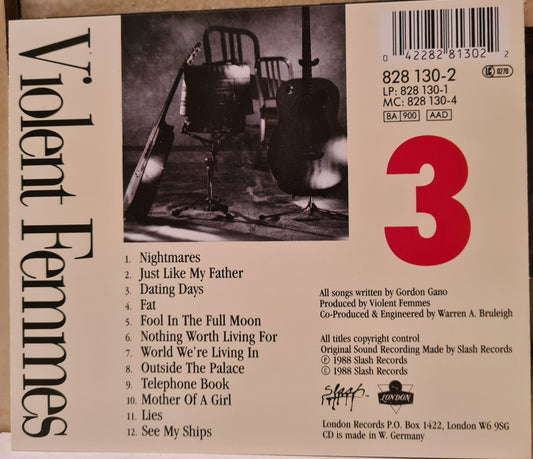 Violent Femmes
0 42282 81302 2
828 130-2
LC 0270
LP: 828 130-1
MC: 828 130-4
BA 900 AAD
3
1. Nightmares
2. Just Like My Father
3. Dating Days
4. Fat
5. Fool In The Full Moon
6. Nothing Worth Living For
7. World We're Living In
8. Outside The Palace
9. Telephone Book
10. Mother Of A Girl
11. Lies
12. See My Ships
All songs written by Gordon Gano
Produced by Violent Femmes
Co-Produced & Engineered by Warren A. Bruleigh
All titles copyright control
Original Sound Recording Made by Slash Records
℗ 1988 Slash Records
© 1988 Slash Records
Slash
LONDON
London Records P.O. Box 1422, London W6 9SG
CD is made in W. Germany